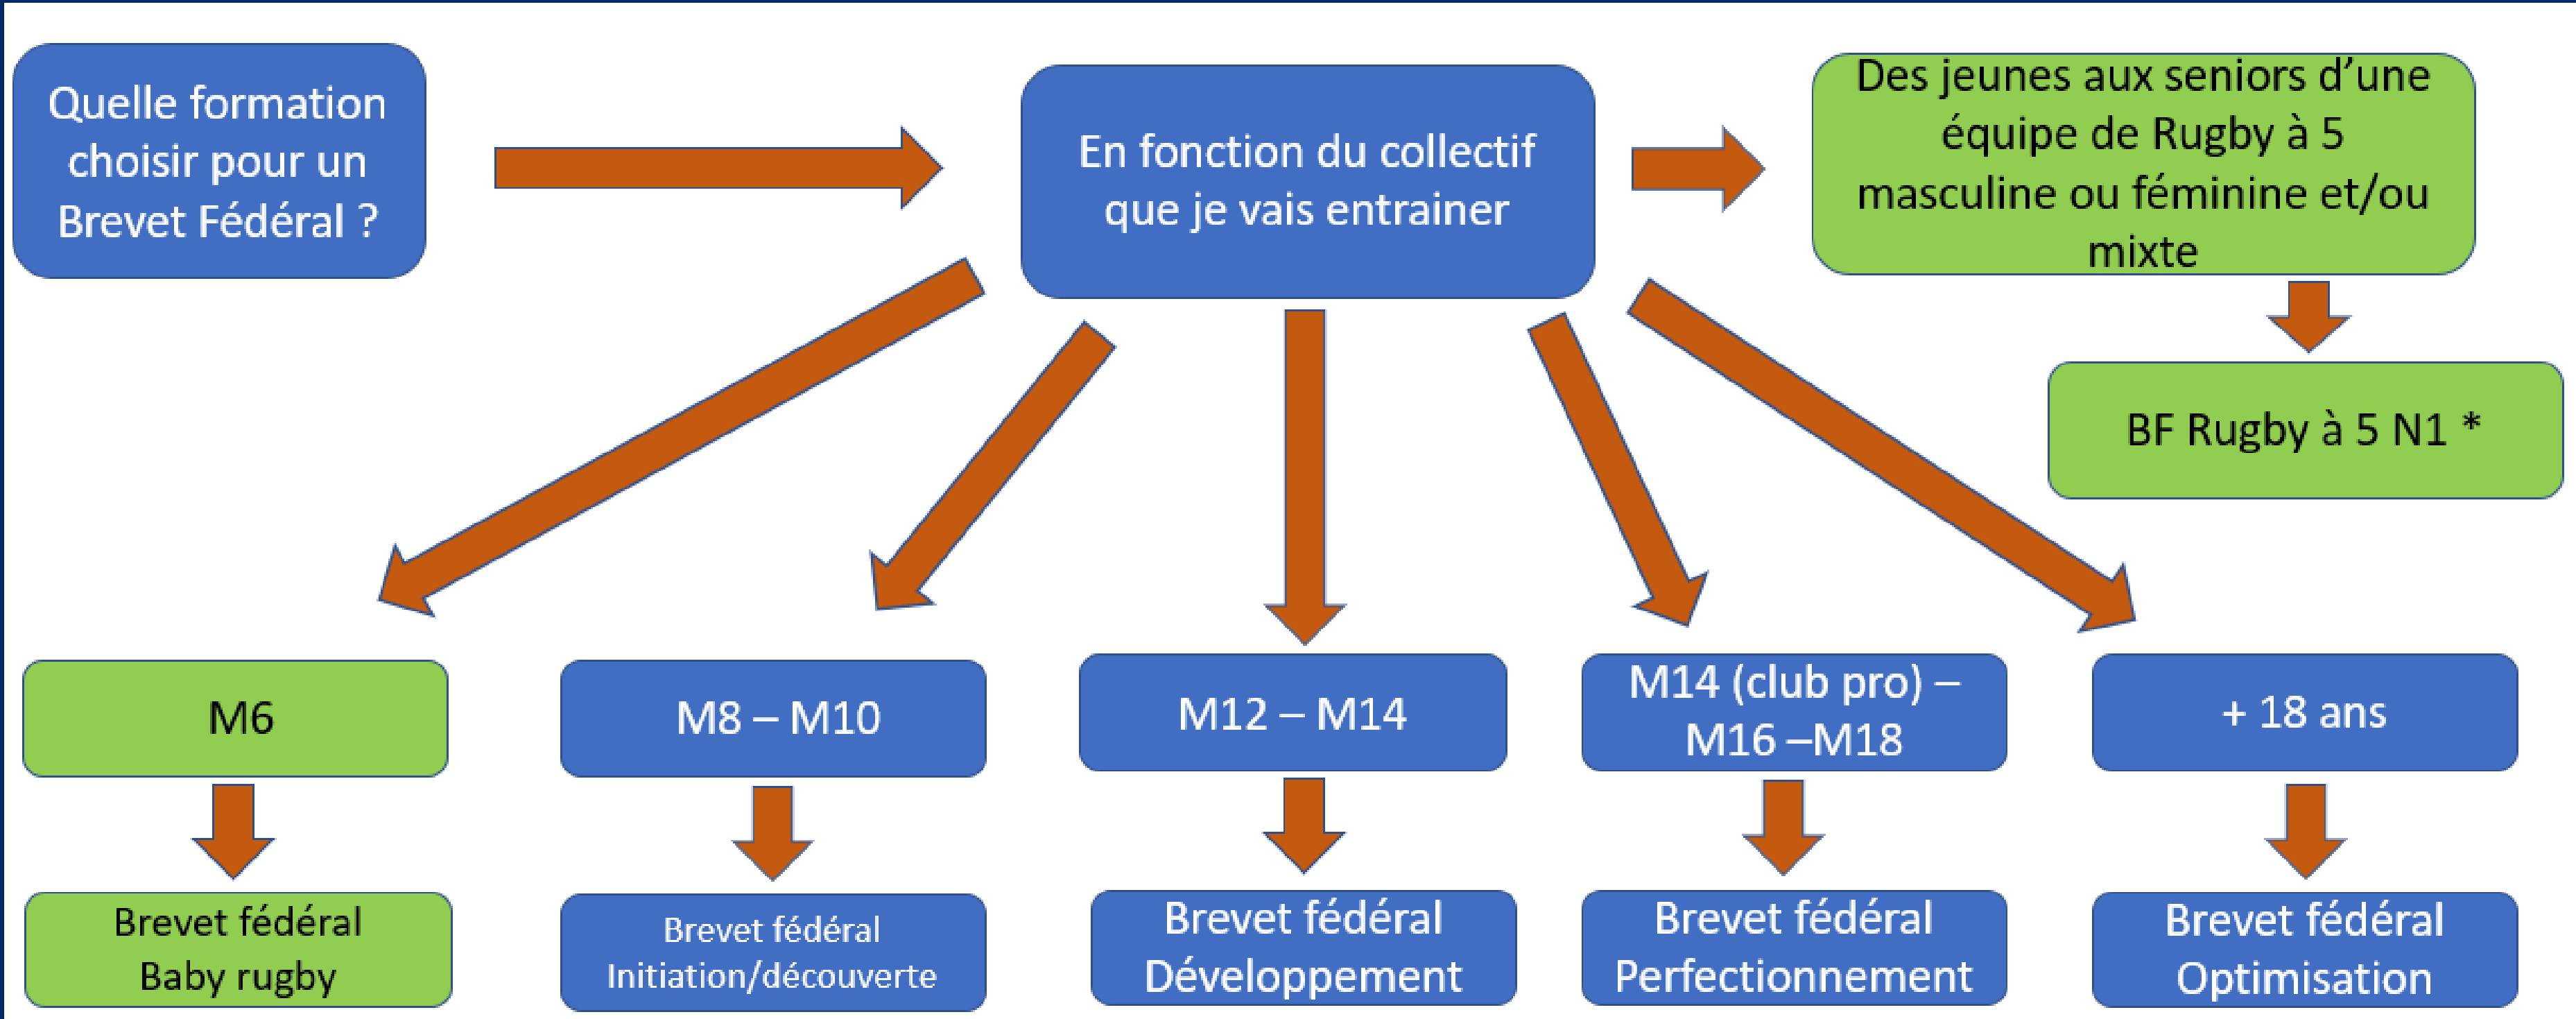 Quelle formation
choisir pour un
Brevet Fédéral ?
En fonction du collectif
que je vais entrainer
Des jeunes aux seniors d'une
équipe de Rugby à 5
masculine ou féminine et/ou
mixte
BF Rugby à 5 N1 *
M6
M8 – M10
M12 – M14
M14 (club pro) –
M16 –M18
+ 18 ans
Brevet fédéral
Baby rugby
Brevet fédéral
Initiation/découverte
Brevet fédéral
Développement
Brevet fédéral
Perfectionnement
Brevet fédéral
Optimisation